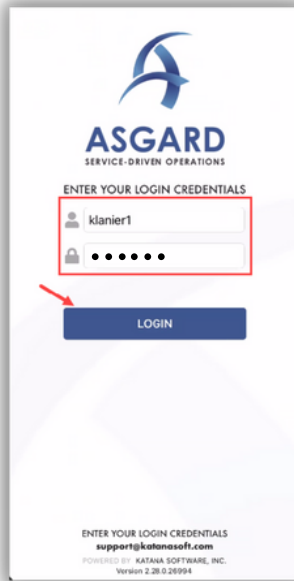 ASGARD
SERVICE-DRIVEN OPERATIONS
ENTER YOUR LOGIN CREDENTIALS
klanier1
LOGIN
ENTER YOUR LOGIN CREDENTIALS
support@katanasoft.com
POWERED BY KATANA SOFTWARE, INC.
Version 2.28.0.26994